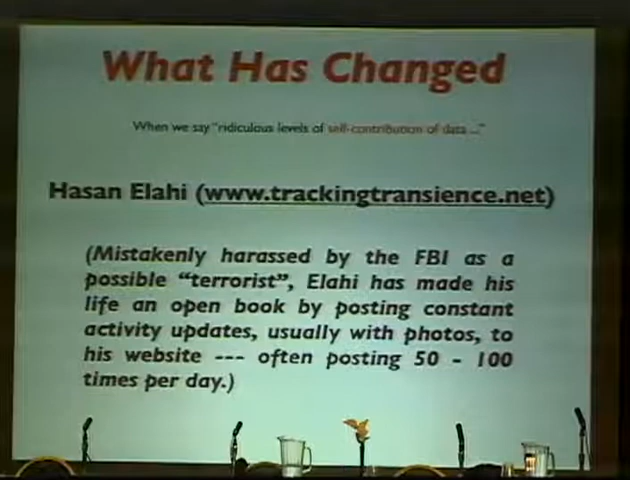 What Has Changed
When we say "ridiculous levels of self-contribution of data ..."
Hasan Elahi (www.trackingtransience.net)
(Mistakenly harassed by the FBI as a
possible “terrorist”, Elahi has made his
life an open book by posting constant
activity updates, usually with photos, to
his website --- often posting 50 - 100
times per day.)